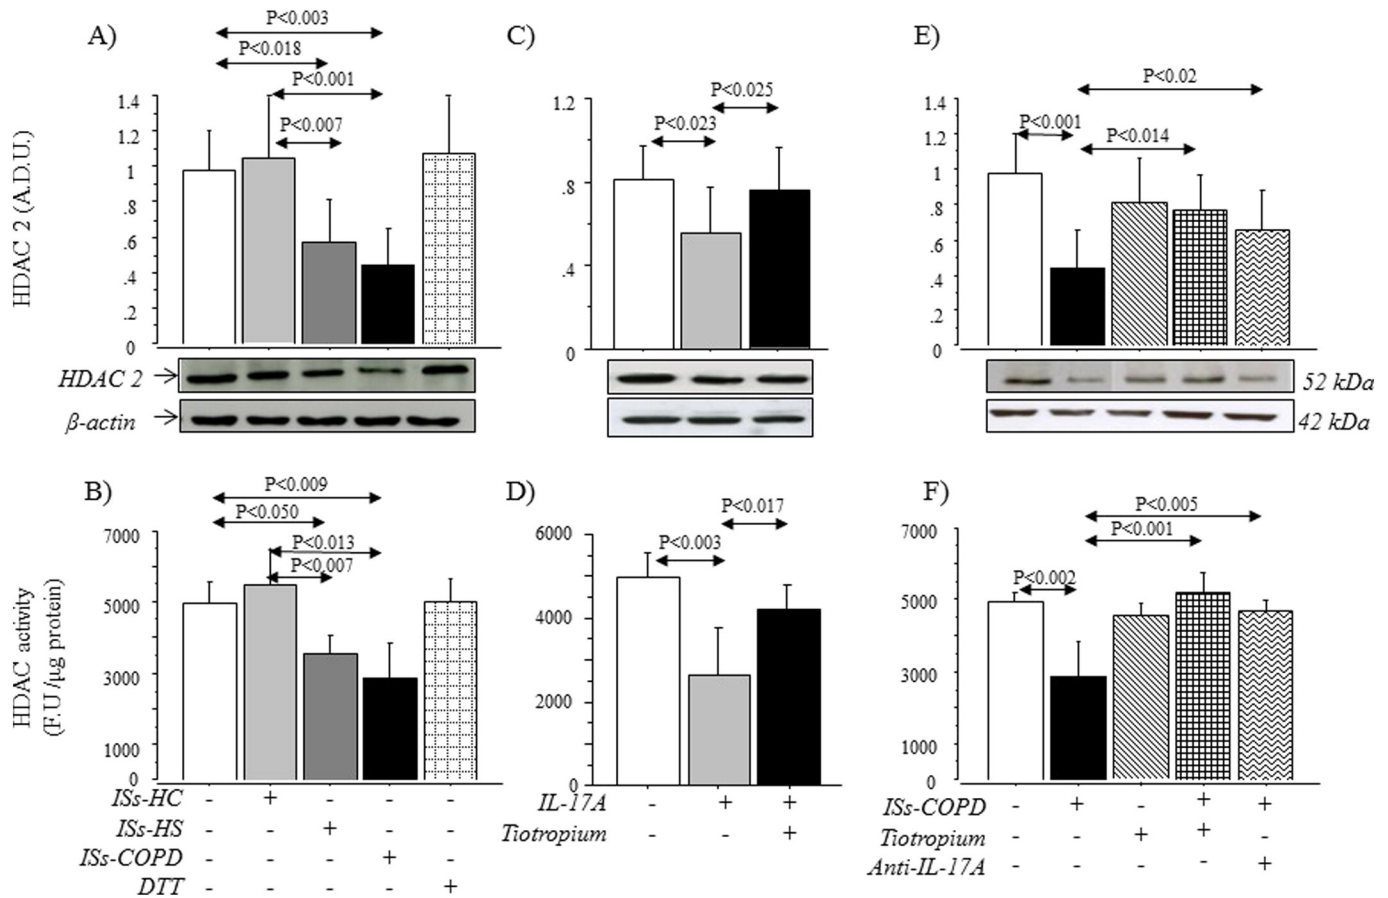 A)
P<0.003
P<0.018
P<0.001
P<0.007
1.4
1.2
1
.8
.6
.4
.2
0
HDAC 2 (A.D.U.)
HDAC 2
β-actin
C)
P<0.025
P<0.023
1.2
.8
.4
0
E)
P<0.02
P<0.001
P<0.014
1.4
1.2
1
.8
.6
.4
.2
0
52 kDa
42 kDa
B)
P<0.009
P<0.050
P<0.013
P<0.007
7000
5000
3000
1000
0
HDAC activity
(F.U /µg protein)
ISs-HC - + - - -
ISs-HS - - + - -
ISs-COPD - - - + -
DTT - - - - +
D)
P<0.017
P<0.003
6000
4000
2000
0
IL-17A - + +
Tiotropium - - +
F)
P<0.005
P<0.001
P<0.002
7000
5000
3000
1000
0
ISs-COPD - + - + +
Tiotropium - - + + -
Anti-IL-17A - - - - +